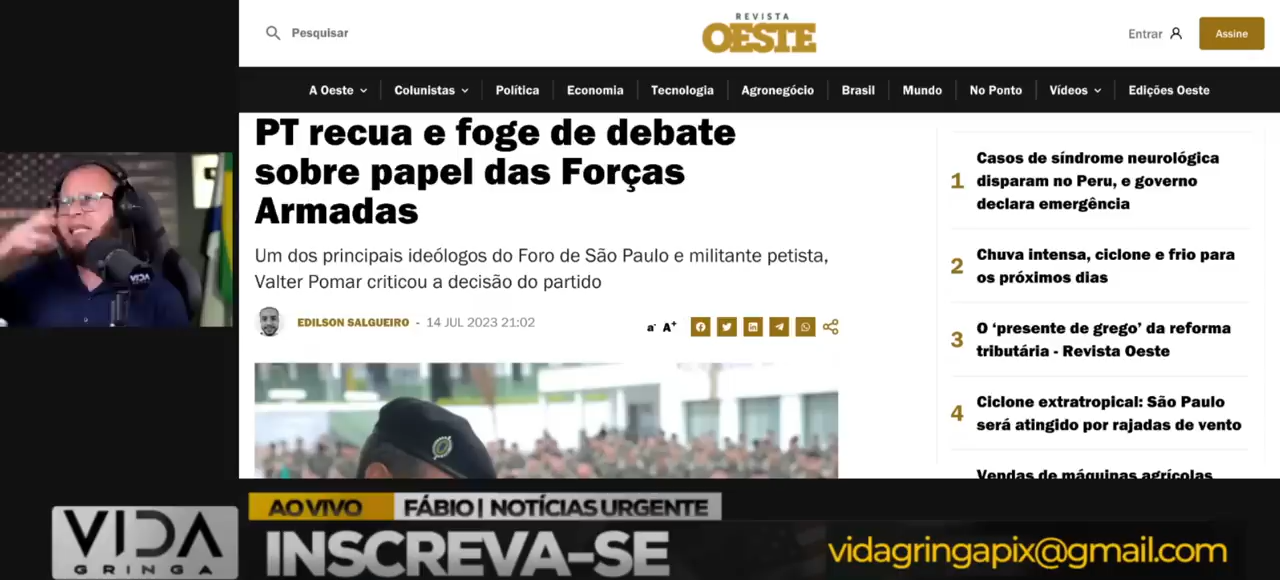 Pesquisar
REVISTA
OESTE
Entrar
Assine
A Oeste
Colunistas
Política
Economia
Tecnologia
Agronegócio
Brasil
Mundo
No Ponto
Vídeos
Edições Oeste
PT recua e foge de debate
sobre papel das Forças
Armadas
Um dos principais ideólogos do Foro de São Paulo e militante petista,
Valter Pomar criticou a decisão do partido
EDILSON SALGUEIRO - 14 JUL 2023 21:02
a- A+
1
Casos de síndrome neurológica
disparam no Peru, e governo
declara emergência
2
Chuva intensa, ciclone e frio para
os próximos dias
3
O ‘presente de grego’ da reforma
tributária - Revista Oeste
4
Ciclone extratropical: São Paulo
será atingido por rajadas de vento
Vendas de máquinas agrícolas
VIDA
VIDA
GRINGA
AO VIVO
FÁBIO | NOTÍCIAS URGENTE
INSCREVA-SE
vidagringapix@gmail.com